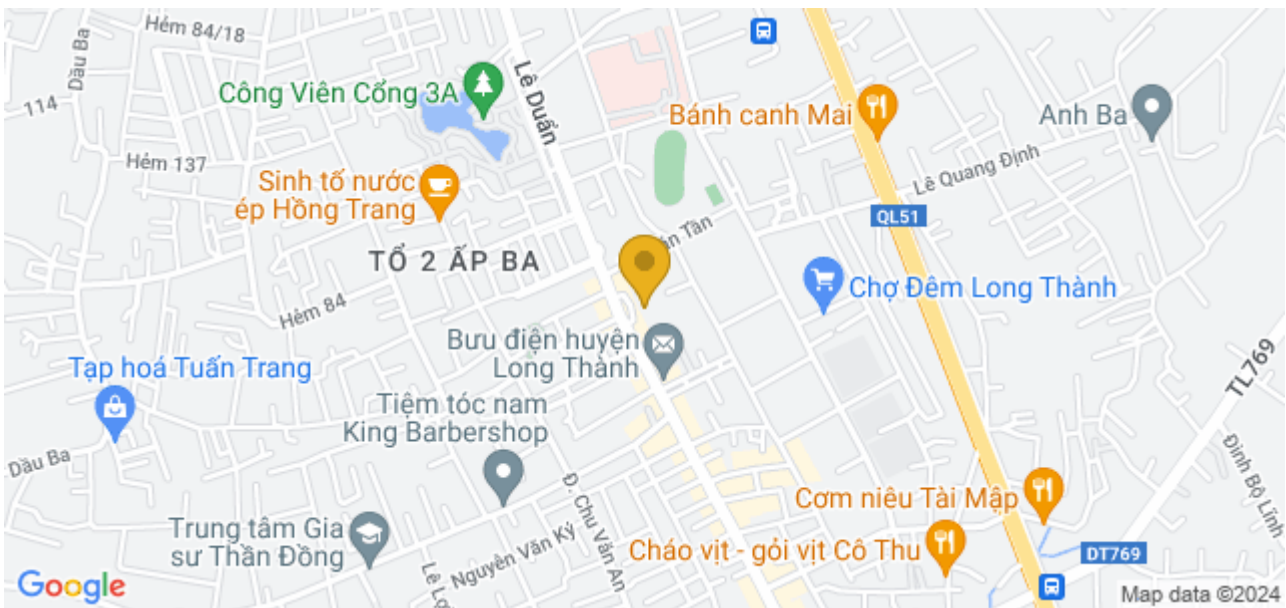 Hẻm 84/18
Dầu Ba
114
Công Viên Cổng 3A
Lê Duẩn
Bánh canh Mai
Anh Ba
Hẻm 137
Lê Quang Định
Sinh tố nước
ép Hồng Trang
QL51
TỔ 2 ẤP BA
Tần
Chợ Đêm Long Thành
Hẻm 84
Bưu điện huyện
Long Thành
Tạp hoá Tuấn Trang
TL769
Tiệm tóc nam
King Barbershop
Dầu Ba
Đinh Bộ Lĩnh
Đ. Chu Văn An
Cơm niêu Tài Mập
Trung tâm Gia
sư Thần Đồng
Nguyễn Văn Ký
Cháo vịt - gỏi vịt Cô Thu
DT769
Lê Lợ
Google
Map data ©2024